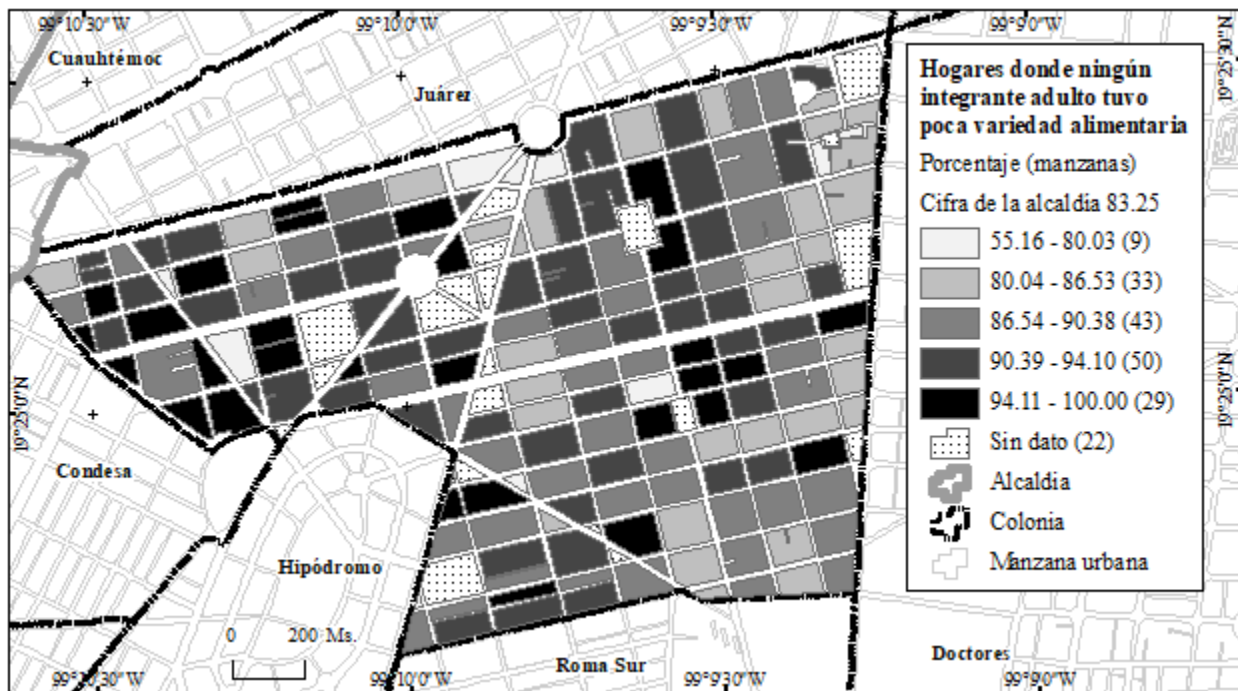 99°10'30"W 99°10'0"W 99°9'30"W 99°9'0"W
19°25'30"N
Cuauhtémoc
Juárez
Hogares donde ningún
integrante adulto tuvo
poca variedad alimentaria
Porcentaje (manzanas)
Cifra de la alcaldía 83.25
55.16 - 80.03 (9)
80.04 - 86.53 (33)
86.54 - 90.38 (43)
90.39 - 94.10 (50)
94.11 - 100.00 (29)
Sin dato (22)
Alcaldía
Colonia
Manzana urbana
19°25'0"N
19°25'0"N
Condesa
Hipódromo
0 200 Ms.
Roma Sur
Doctores
99°10'30"W 99°10'0"W 99°9'30"W 99°9'0"W